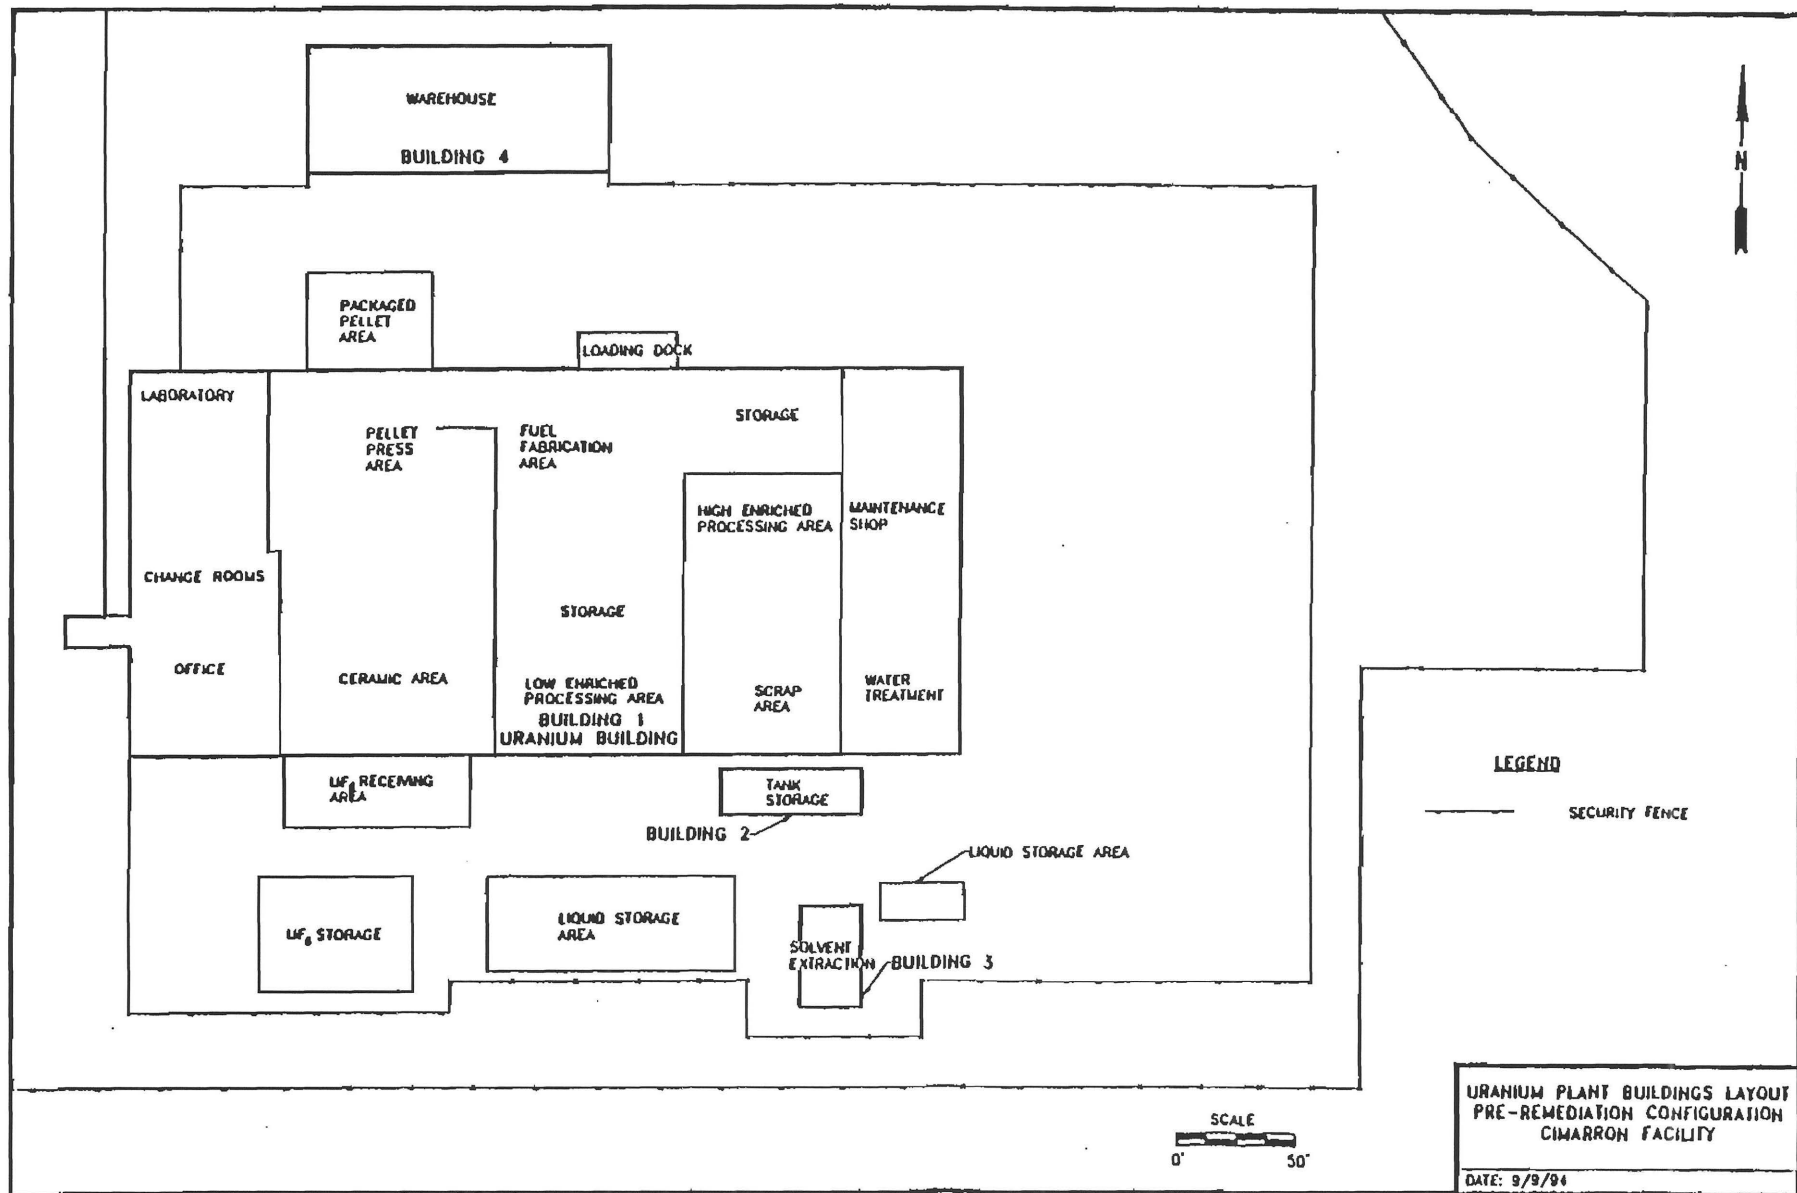 WAREHOUSE
BUILDING 4
N
PACKAGED
PELLET
AREA
LOADING DOCK
LABORATORY
PELLET
PRESS
AREA
FUEL
FABRICATION
AREA
STORAGE
HIGH ENRICHED
PROCESSING AREA
MAINTENANCE
SHOP
CHANGE ROOMS
STORAGE
OFFICE
CERAMIC AREA
LOW ENRICHED
PROCESSING AREA
BUILDING 1
URANIUM BUILDING
SCRAP
AREA
WATER
TREATMENT
UF6 RECEIVING
AREA
TANK
STORAGE
BUILDING 2
LIQUID STORAGE AREA
UF6 STORAGE
LIQUID STORAGE
AREA
SOLVENT
EXTRACTION
BUILDING 3
LEGEND
SECURITY FENCE
SCALE
0' 50'
URANIUM PLANT BUILDINGS LAYOUT
PRE-REMEDIATION CONFIGURATION
CIMARRON FACILITY
DATE: 9/9/94